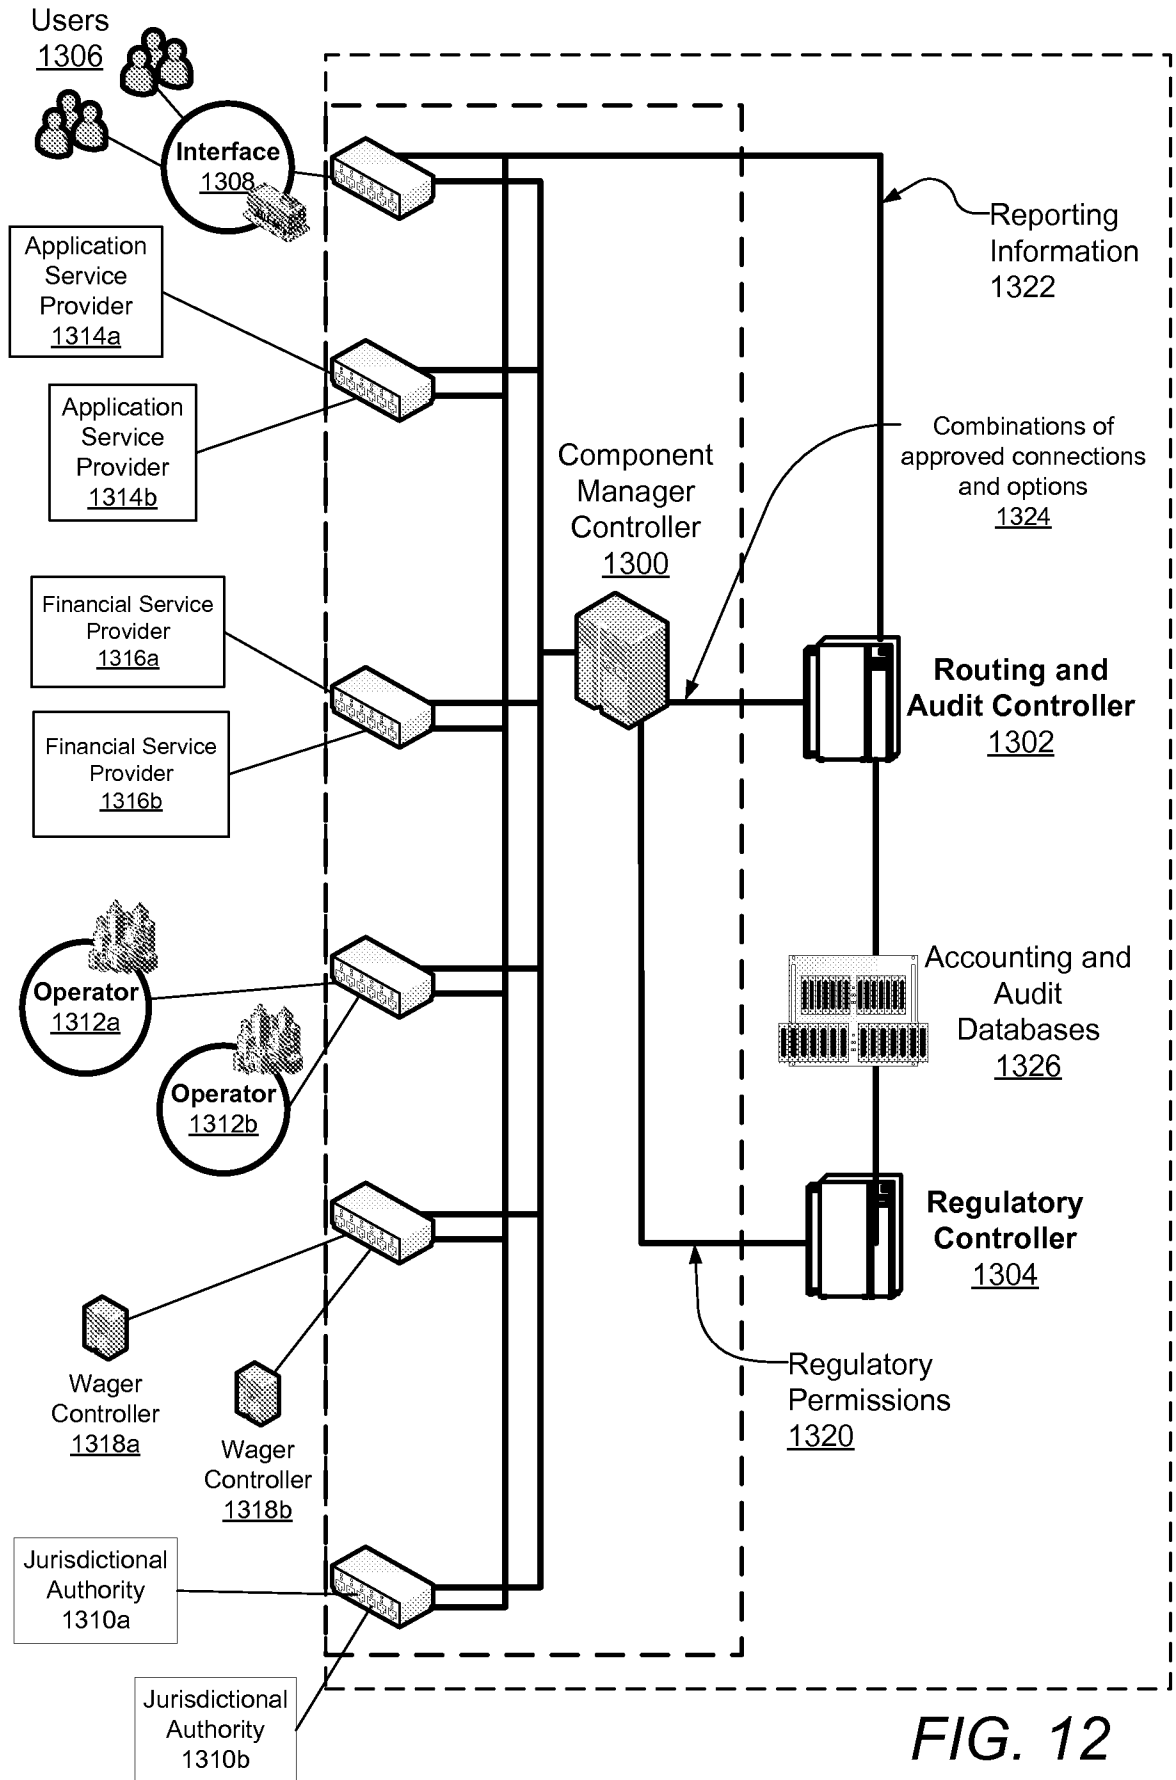 Users
1306
Interface
1308
Application
Service
Provider
1314a
Reporting
Information
1322
Application
Service
Provider
1314b
Combinations of
approved connections
and options
1324
Component
Manager
Controller
1300
Financial Service
Provider
1316a
Routing and
Audit Controller
1302
Financial Service
Provider
1316b
Operator
1312a
Accounting and
Audit
Databases
1326
Operator
1312b
Regulatory
Controller
1304
Wager
Controller
1318a
Regulatory
Permissions
1320
Wager
Controller
1318b
Jurisdictional
Authority
1310a
Jurisdictional
Authority
1310b
FIG. 12